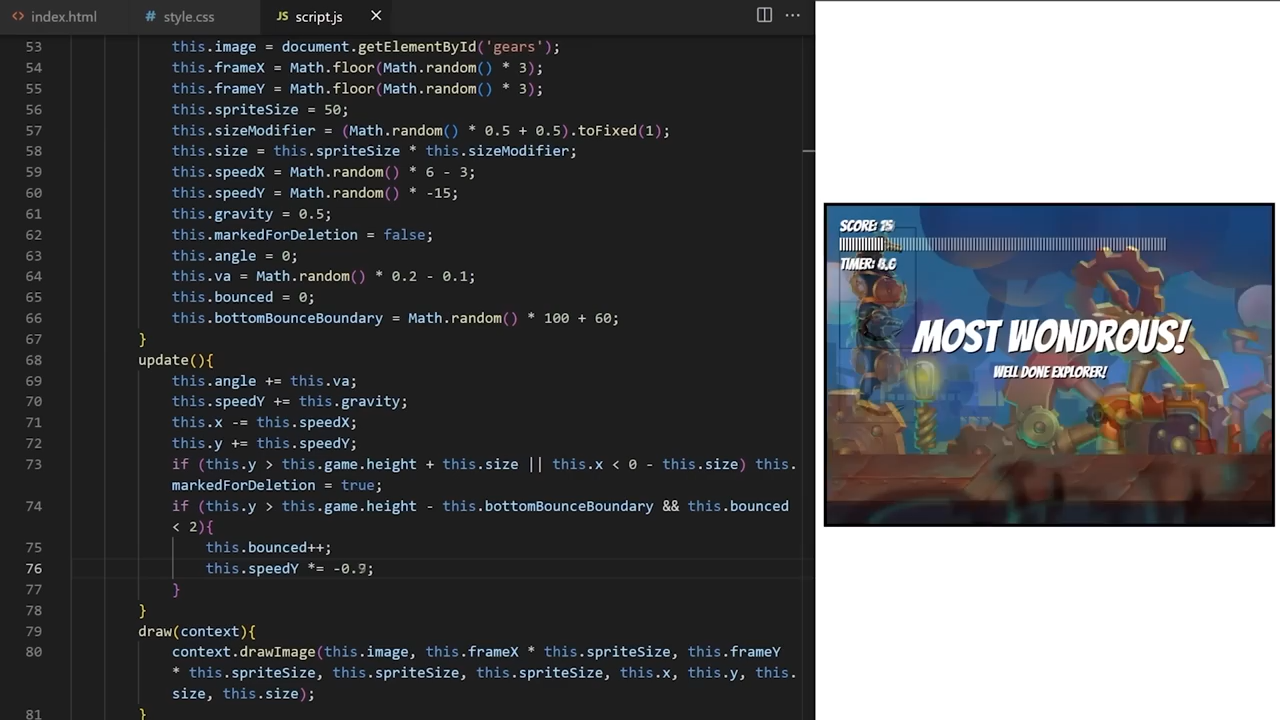 <> index.html
# style.css
JS script.js
53 this.image = document.getElementById('gears');
54 this.frameX = Math.floor(Math.random() * 3);
55 this.frameY = Math.floor(Math.random() * 3);
56 this.spriteSize = 50;
57 this.sizeModifier = (Math.random() * 0.5 + 0.5).toFixed(1);
58 this.size = this.spriteSize * this.sizeModifier;
59 this.speedX = Math.random() * 6 - 3;
60 this.speedY = Math.random() * -15;
61 this.gravity = 0.5;
62 this.markedForDeletion = false;
63 this.angle = 0;
64 this.va = Math.random() * 0.2 - 0.1;
65 this.bounced = 0;
66 this.bottomBounceBoundary = Math.random() * 100 + 60;
67 }
68 update(){
69 this.angle += this.va;
70 this.speedY += this.gravity;
71 this.x -= this.speedX;
72 this.y += this.speedY;
73 if (this.y > this.game.height + this.size || this.x < 0 - this.size) this.
markedForDeletion = true;
74 if (this.y > this.game.height - this.bottomBounceBoundary && this.bounced
< 2){
75 this.bounced++;
76 this.speedY *= -0.9;
77 }
78 }
79 draw(context){
80 context.drawImage(this.image, this.frameX * this.spriteSize, this.frameY
* this.spriteSize, this.spriteSize, this.spriteSize, this.x, this.y, this.
size, this.size);
81 }
SCORE:
TIMER:
MOST WONDROUS!
WELL DONE EXPLORER!